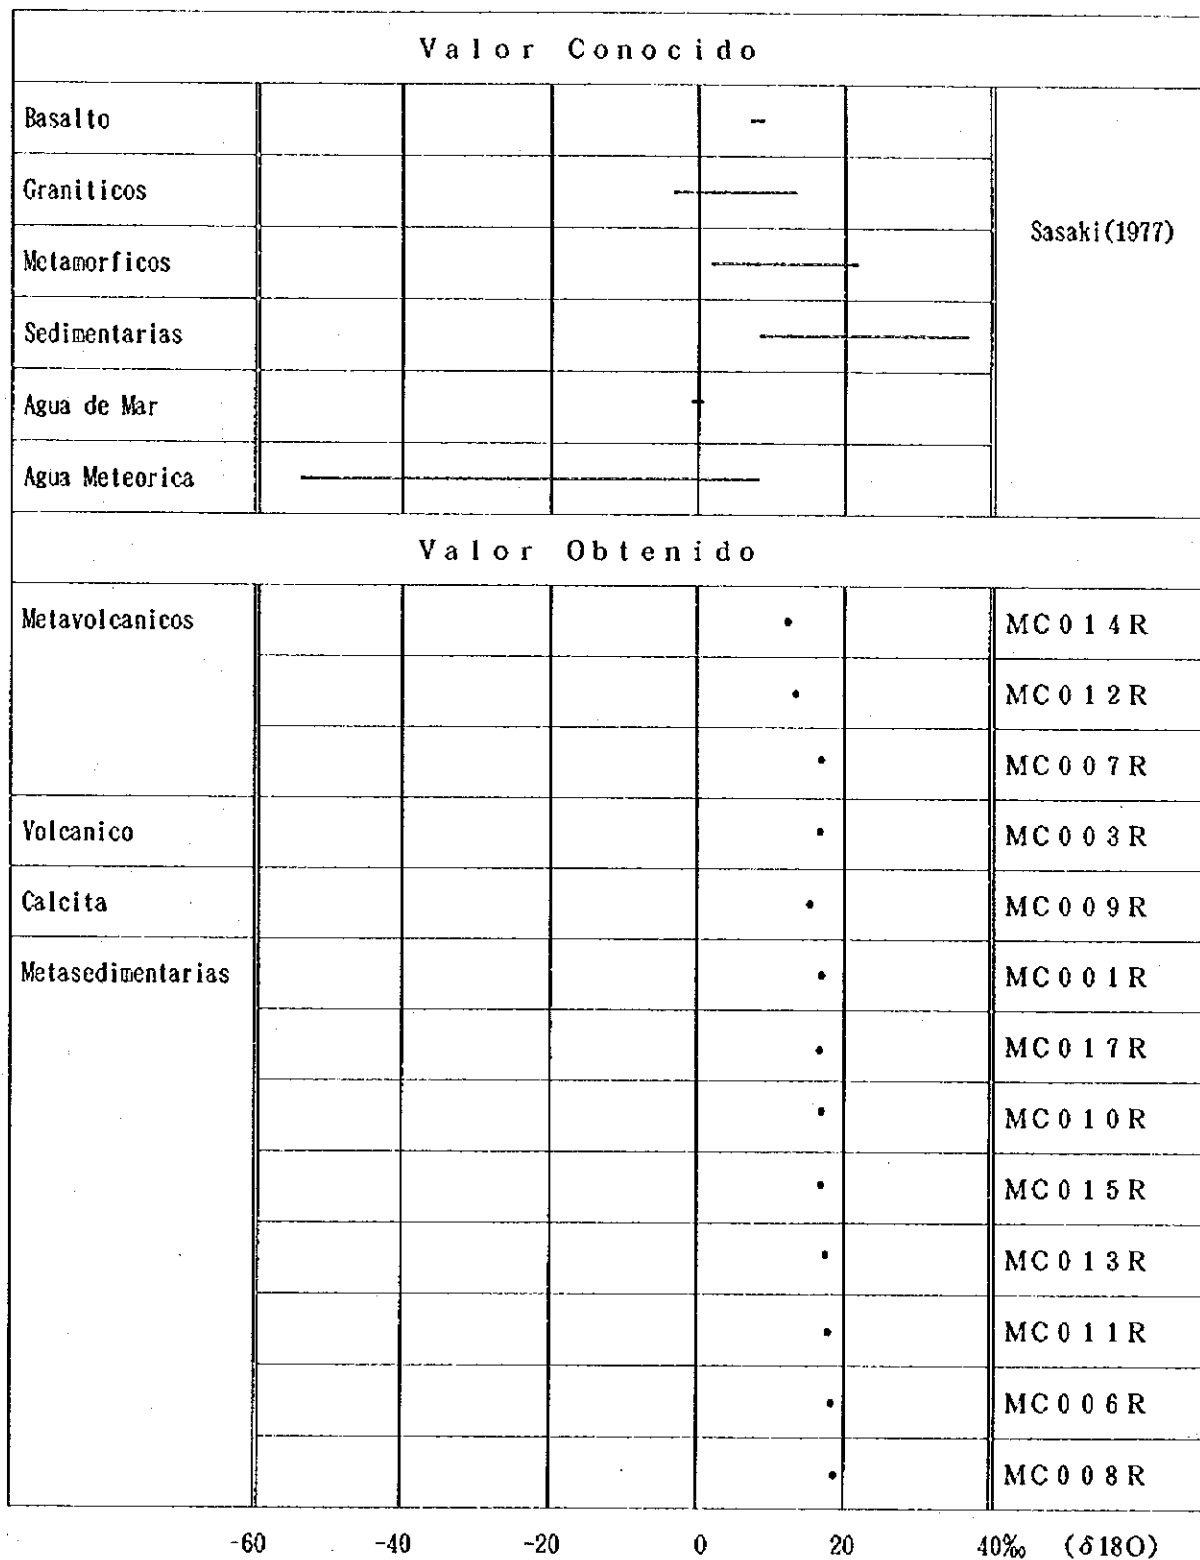 Valor Conocido
Basalto
Graniticos
Metamorficos
Sedimentarias
Agua de Mar
Agua Meteorica
Sasaki(1977)
Valor Obtenido
Metavolcanicos
MC014R
MC012R
MC007R
Volcanico
MC003R
Calcita
MC009R
Metasedimentarias
MC001R
MC017R
MC010R
MC015R
MC013R
MC011R
MC006R
MC008R
-60 -40 -20 0 20 40‰ (δ18O)